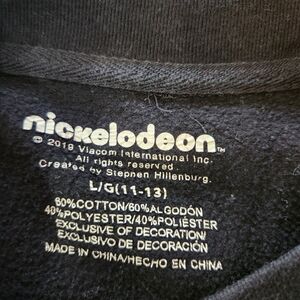 nickelodeon™
© 2019 Viacom International Inc.
All rights reserved.
Created by Stephen Hillenburg.
L/G(11-13)
60%COTTON/60%ALGODÓN
40%POLYESTER/40%POLIÉSTER
EXCLUSIVE OF DECORATION/
EXCLUSIVO DE DECORACIÓN
MADE IN CHINA/HECHO EN CHINA